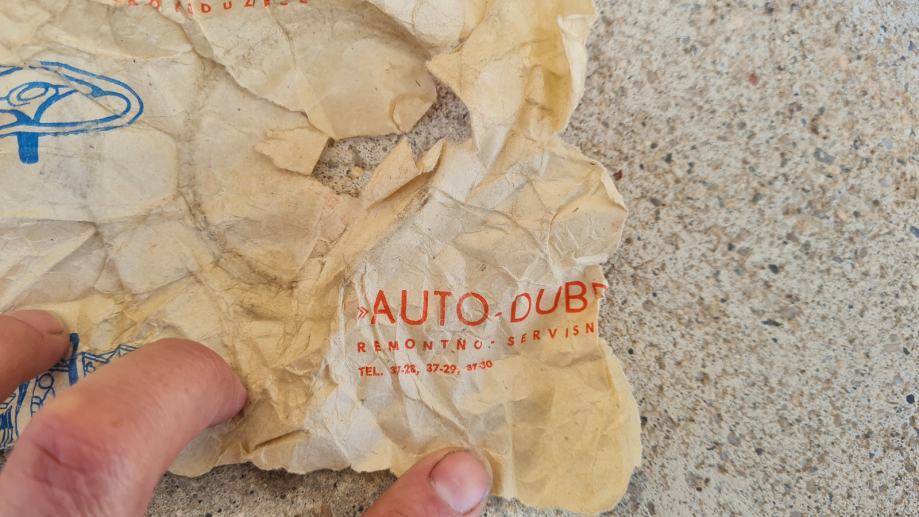 »AUTO-DUB
REMONTNO-SERVISN
TEL. 37-28, 37-29, 37-30